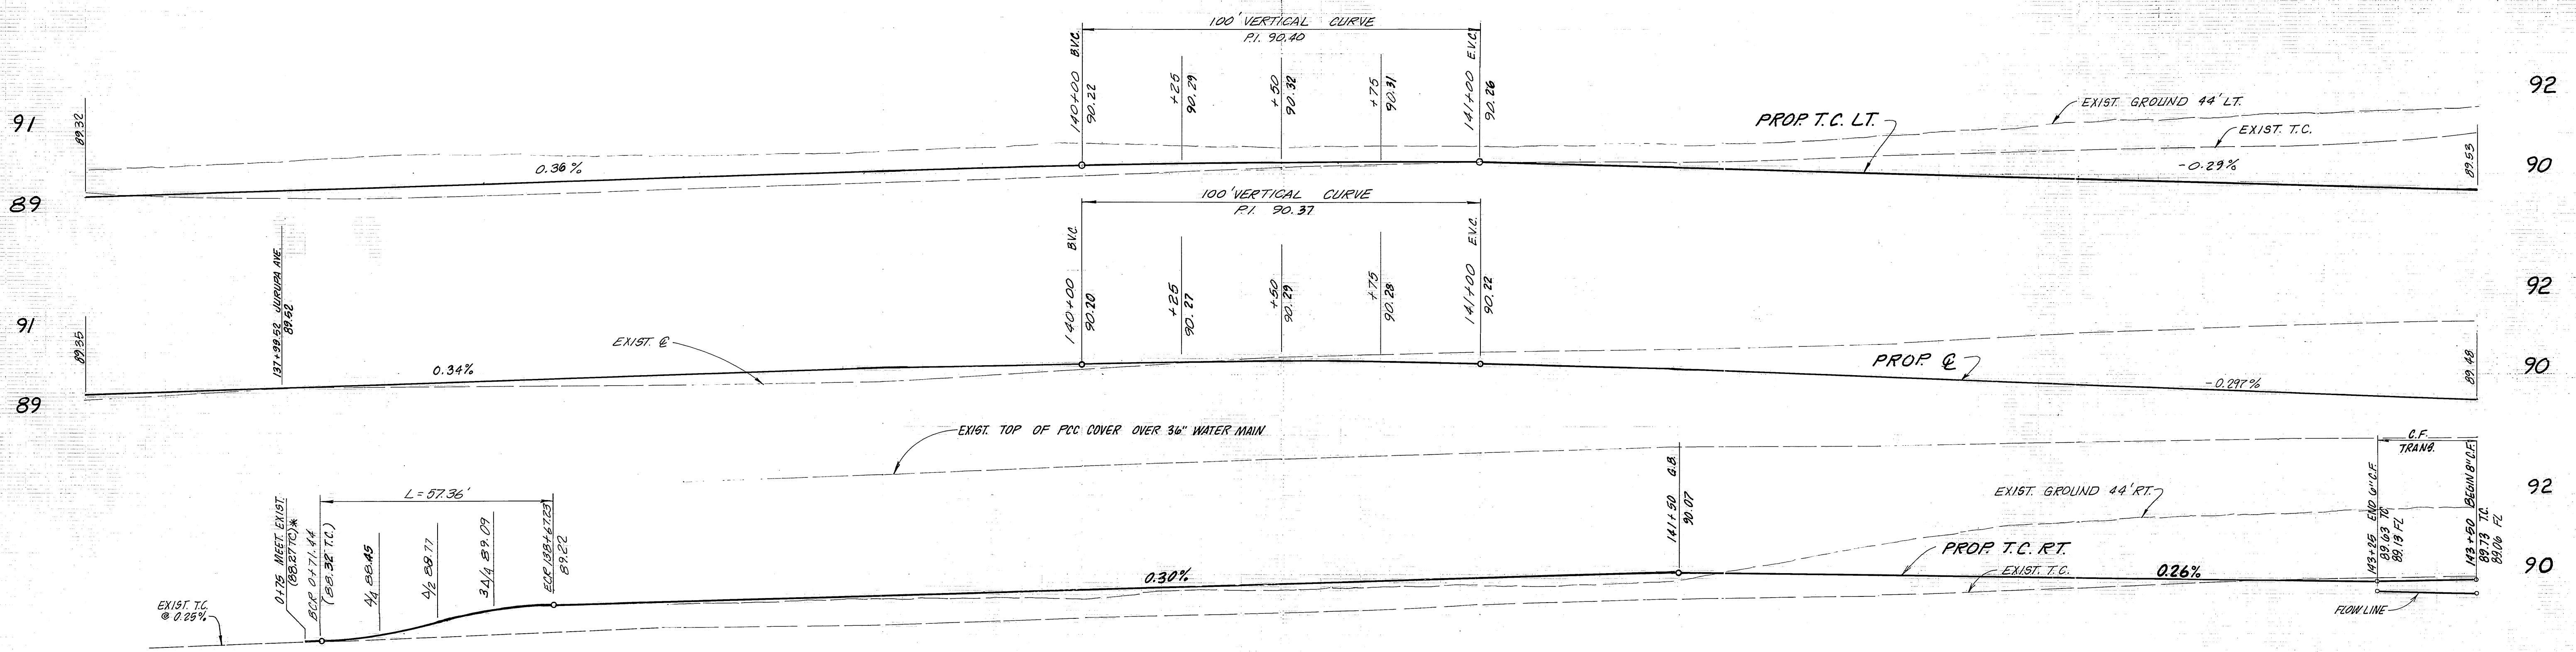 100' VERTICAL CURVE
P.I. 90.40
140+00 B.V.C.
90.22
+25
90.29
+50
90.32
+75
90.31
141+00 E.V.C.
90.26
92
91
89.32
EXIST. GROUND 44' LT.
PROP. T.C. LT.
EXIST. T.C.
0.36%
-0.29%
89.53
90
89
100' VERTICAL CURVE
P.I. 90.37
137+99.52 JURUPA AVE.
89.52
140+00 B.V.C.
90.20
+25
90.27
+50
90.29
+75
90.28
141+00 E.V.C.
90.22
92
91
89.35
EXIST. ℄
0.34%
PROP. ℄
-0.297%
89.48
90
89
EXIST. TOP OF PCC COVER OVER 36" WATER MAIN
C.F.
TRANS.
L=57.36'
0+75 MEET. EXIST.
(88.27TC)*
BCR 0+71.44
(88.32 T.C.)
Δ/4 88.45
Δ/2 88.77
3Δ/4 89.09
ECR 138+67.23
89.22
141+50 G.B.
90.07
EXIST. GROUND 44' RT.
143+25 END 6" C.F.
89.63 TC
89.13 FL
143+50 BEGIN 8" C.F.
89.73 T.C.
89.06 FL
92
PROP. T.C. RT.
EXIST. T.C.
0.30%
0.26%
90
EXIST. T.C.
@ 0.25%
FLOW LINE